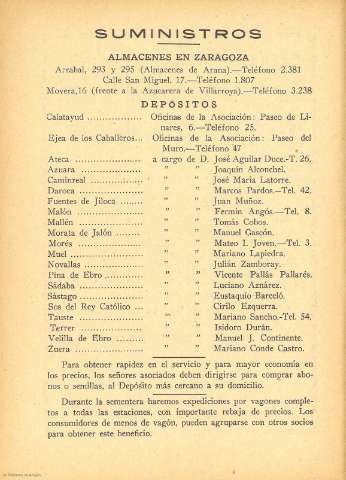 SUMINISTROS
ALMACENES EN ZARAGOZA
Arrabal, 293 y 295 (Almacenes de Arana).—Teléfono 2.381
Calle San Miguel, 17.—Teléfono 1.807
Movera, 16 (frente a la Azucarera de Villarroya).—Teléfono 3.238
DEPOSITOS
Calatayud .................. Oficinas de la Asociación: Paseo de Li-
nares, 6.—Teléfono 25.
Ejea de los Caballeros... Oficinas de la Asociación: Paseo del
Muro.—Teléfono 47
Ateca ..................... a cargo de D. José Aguilar Doce.-T. 26.
Azuara ..................... " " Joaquín Alconchel.
Caminreal .................. " " José María Latorre.
Daroca ..................... " " Marcos Pardos.-Tel. 42.
Fuentes de Jiloca ......... " " Juan Muñoz.
Malón ..................... " " Fermín Angós.—Tel. 8.
Mallén ..................... " " Tomás Cobos.
Morata de Jalón ............ " " Manuel Gascón.
Morés ..................... " " Mateo I. Joven.—Tel. 3.
Muel ..................... " " Mariano Lapiedra.
Novallas .................. " " Julián Zamboray.
Pina de Ebro ............... " " Vicente Pallás Pallarés.
Sádaba ..................... " " Luciano Aznárez.
Sástago ..................... " " Eustaquio Barceló.
Sos del Rey Católico ... " " Cirilo Ezquerra.
Tauste ..................... " " Mariano Sancho.-Tel. 54.
Terrer ..................... " " Isidoro Durán.
Velilla de Ebro ............ " " Manuel J. Continente.
Zuera ..................... " " Mariano Conde Castro.
Para obtener rapidez en el servicio y para mayor economía en
los precios, los señores asociados deben dirigirse para comprar abo-
nos o semillas, al Depósito más cercano a su domicilio.
Durante la sementera haremos expediciones por vagones comple-
tos a todas las estaciones, con importante rebaja de precios. Los
consumidores de menos de vagón, pueden agruparse con otros socios
para obtener este beneficio.